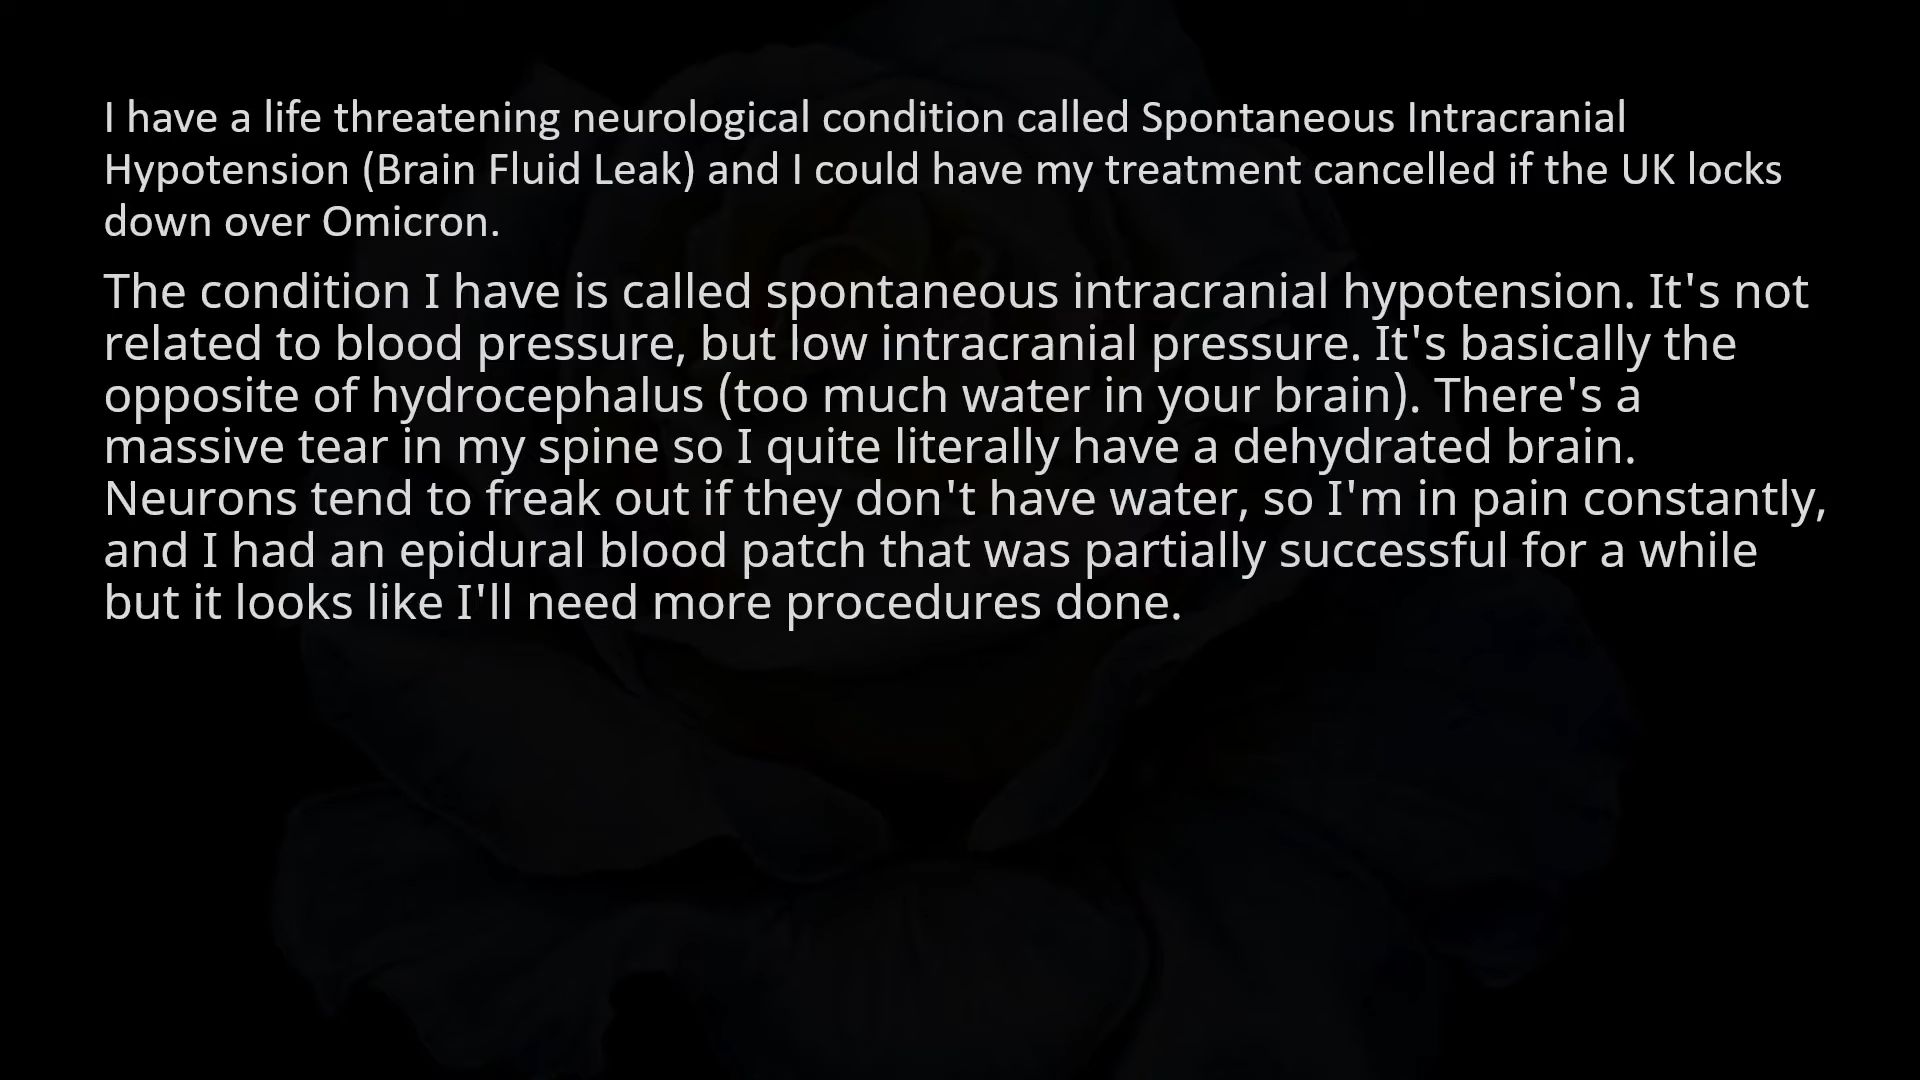 I have a life threatening neurological condition called Spontaneous Intracranial
Hypotension (Brain Fluid Leak) and I could have my treatment cancelled if the UK locks
down over Omicron.
The condition I have is called spontaneous intracranial hypotension. It's not
related to blood pressure, but low intracranial pressure. It's basically the
opposite of hydrocephalus (too much water in your brain). There's a
massive tear in my spine so I quite literally have a dehydrated brain.
Neurons tend to freak out if they don't have water, so I'm in pain constantly,
and I had an epidural blood patch that was partially successful for a while
but it looks like I'll need more procedures done.